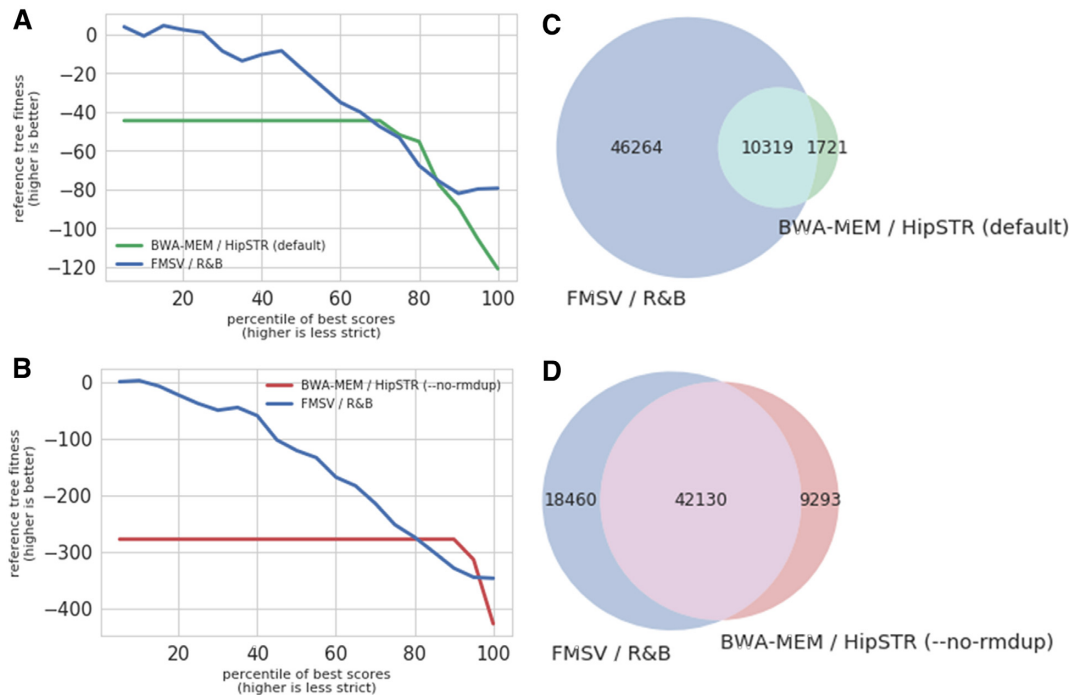 A
0
−20
−40
−60
−80
−100
−120
reference tree fitness
(higher is better)
BWA-MEM / HipSTR (default)
FMSV / R&B
20
40
60
80
100
percentile of best scores
(higher is less strict)
C
46264
10319
1721
BWA-MEM / HipSTR (default)
FMSV / R&B
B
0
−100
−200
−300
−400
reference tree fitness
(higher is better)
BWA-MEM / HipSTR (--no-rmdup)
FMSV / R&B
20
40
60
80
100
percentile of best scores
(higher is less strict)
D
18460
42130
9293
FMSV / R&B
BWA-MEM / HipSTR (--no-rmdup)